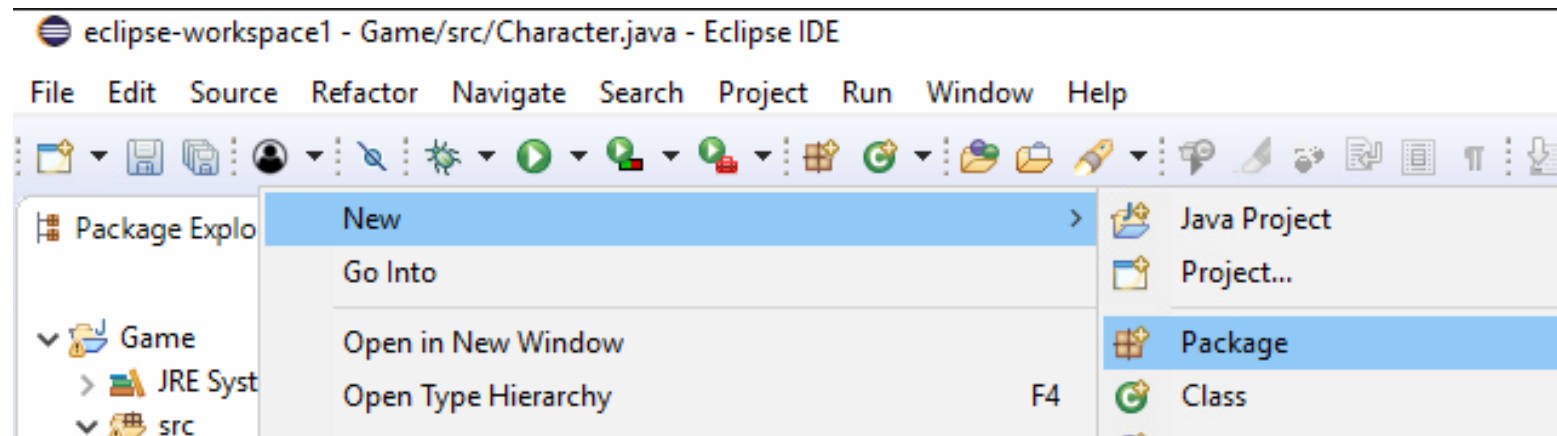 eclipse-workspace1 - Game/src/Character.java - Eclipse IDE
File Edit Source Refactor Navigate Search Project Run Window Help
Package Explo
New
Go Into
Open in New Window
Open Type Hierarchy F4
Java Project
Project...
Package
Class
Game
JRE Syst
src